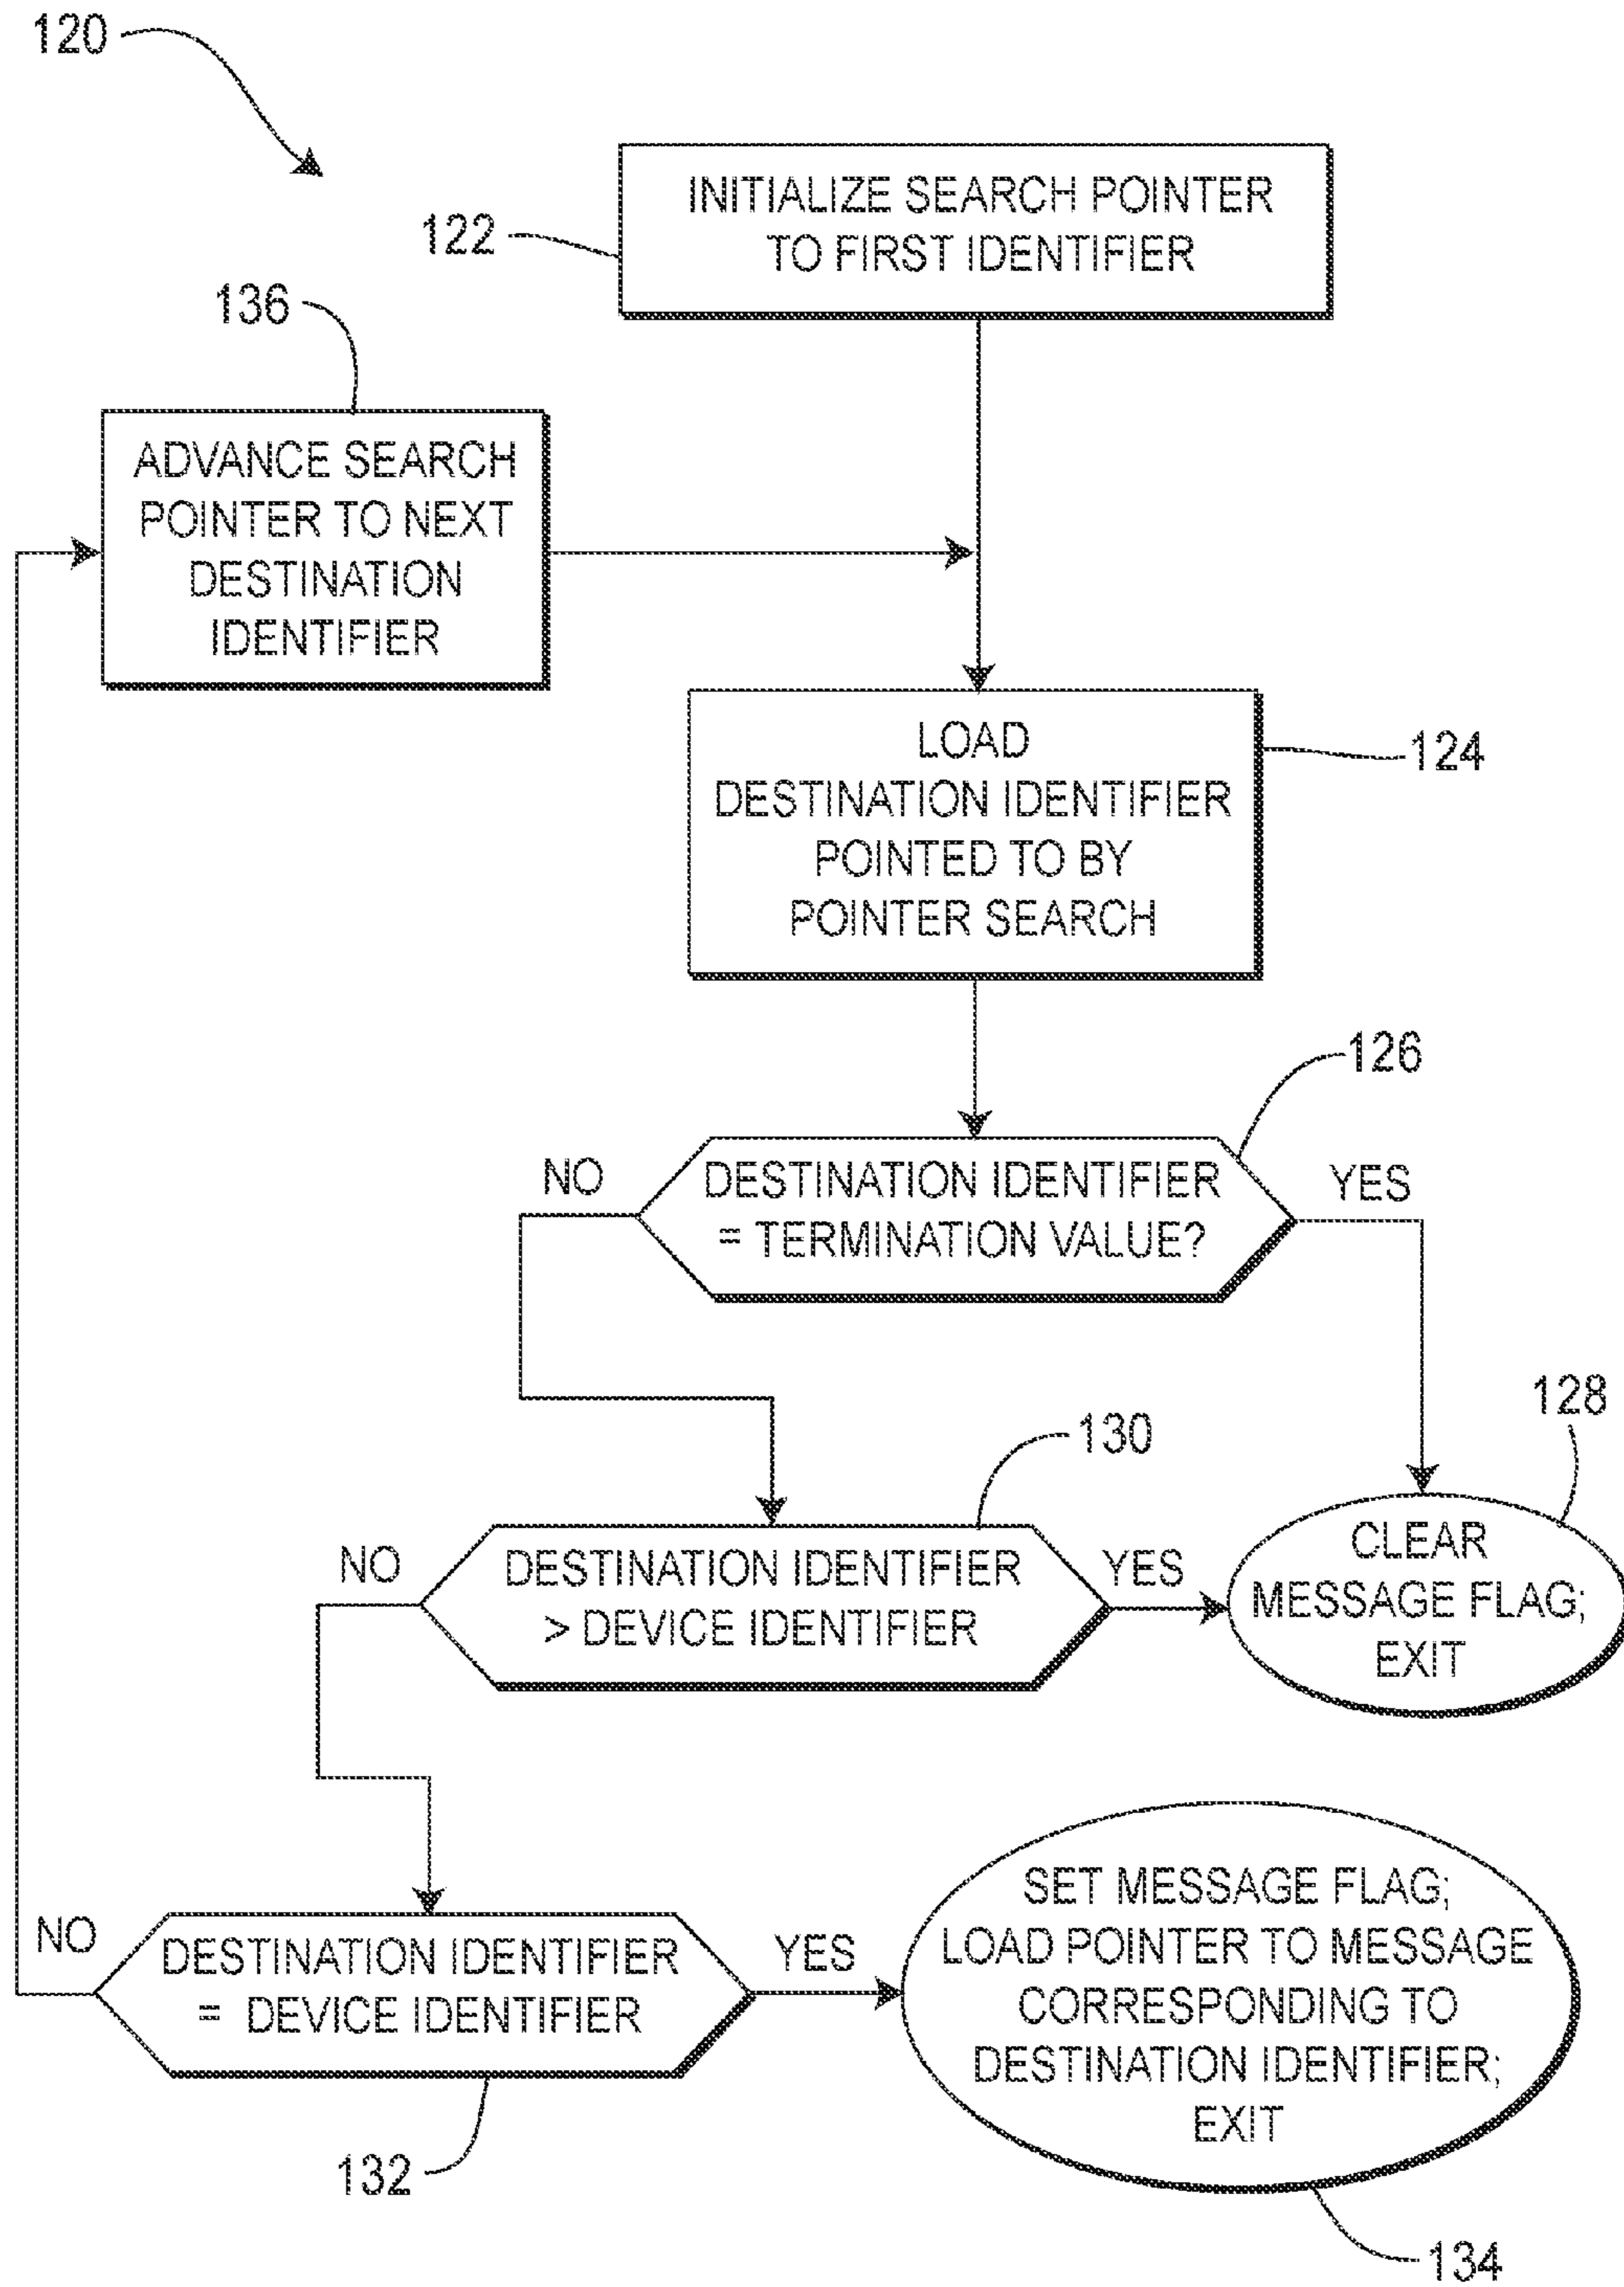 120
INITIALIZE SEARCH POINTER
TO FIRST IDENTIFIER
122
136
ADVANCE SEARCH
POINTER TO NEXT
DESTINATION
IDENTIFIER
LOAD
DESTINATION IDENTIFIER
POINTED TO BY
POINTER SEARCH
124
126
NO
DESTINATION IDENTIFIER
= TERMINATION VALUE?
YES
128
130
NO
DESTINATION IDENTIFIER
> DEVICE IDENTIFIER
YES
CLEAR
MESSAGE FLAG;
EXIT
NO
DESTINATION IDENTIFIER
= DEVICE IDENTIFIER
YES
SET MESSAGE FLAG;
LOAD POINTER TO MESSAGE
CORRESPONDING TO
DESTINATION IDENTIFIER;
EXIT
132
134